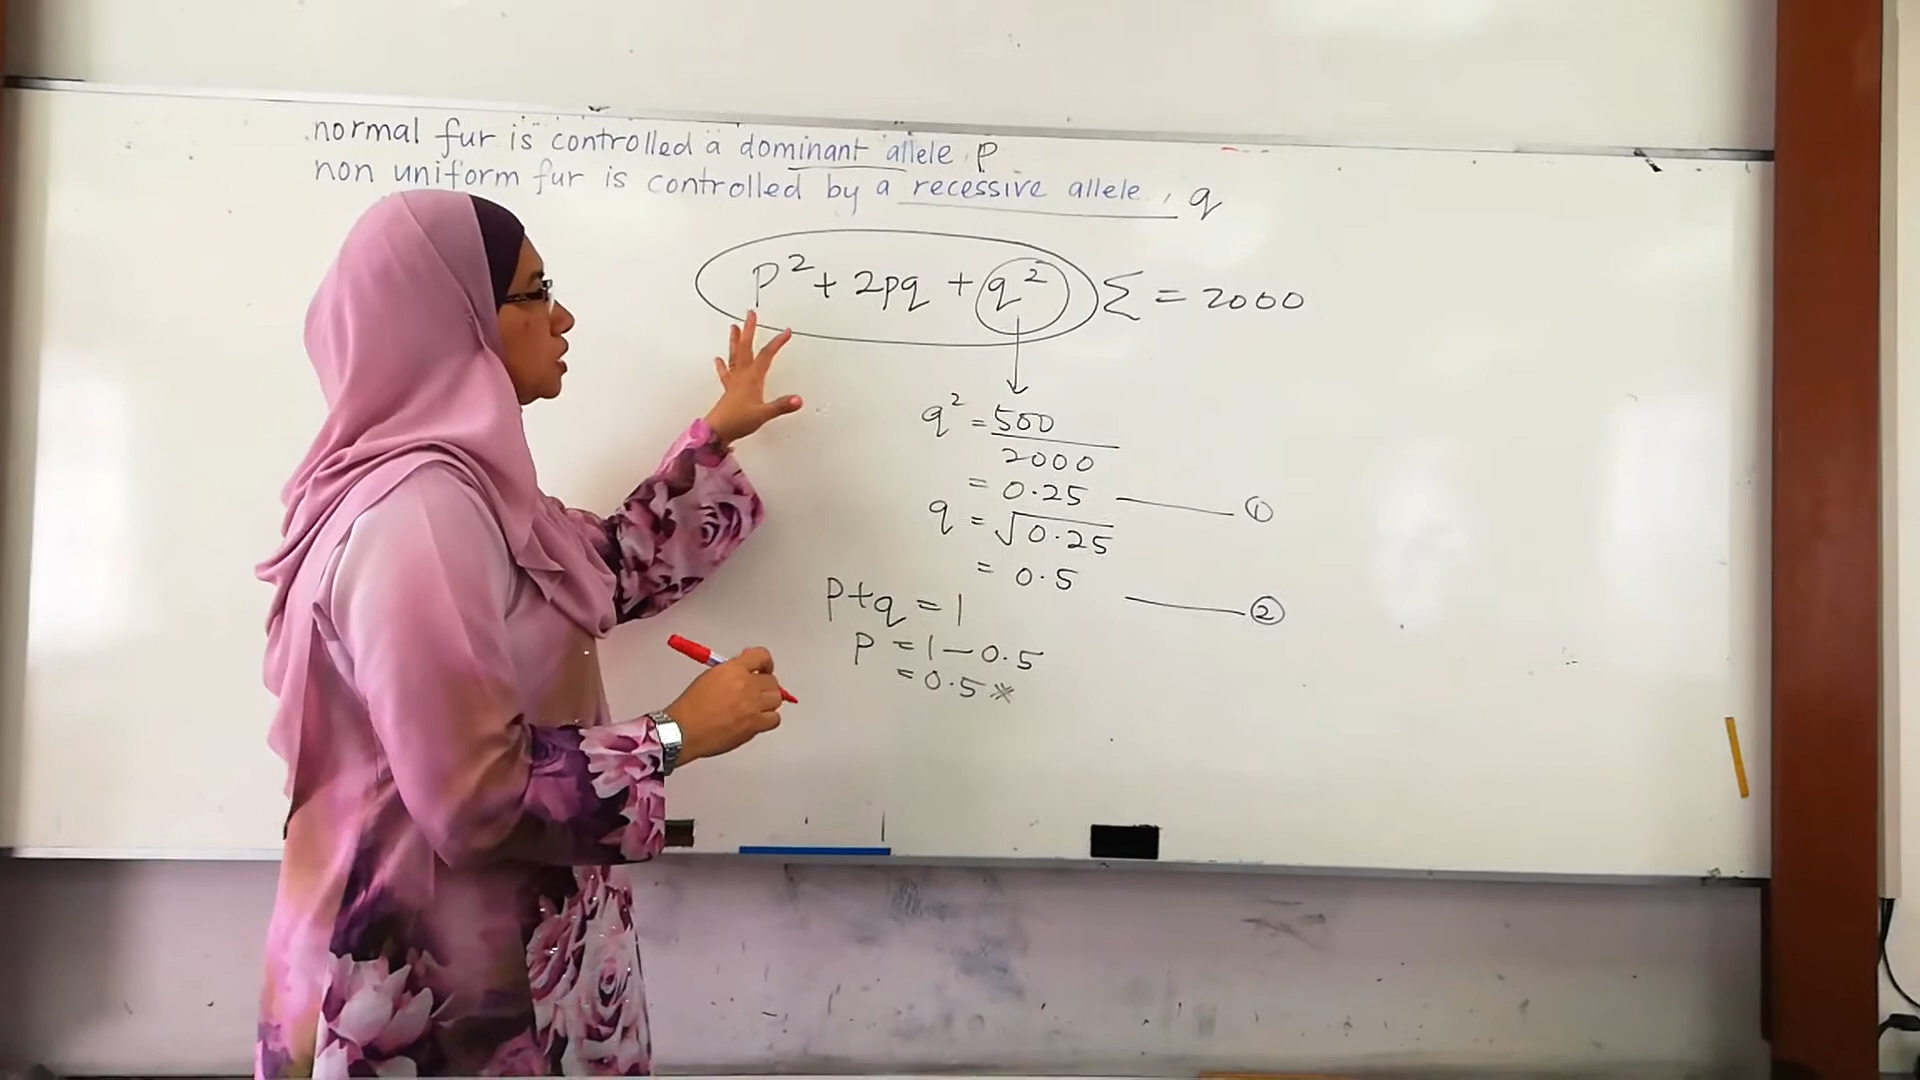 normal fur is controlled a dominant allele, p
non uniform fur is controlled by a recessive allele, q
p² + 2pq + q² Σ = 2000
q² = 500
2000
= 0.25 ①
q = √0.25
= 0.5 ②
p+q = 1
p = 1 - 0.5
= 0.5 *